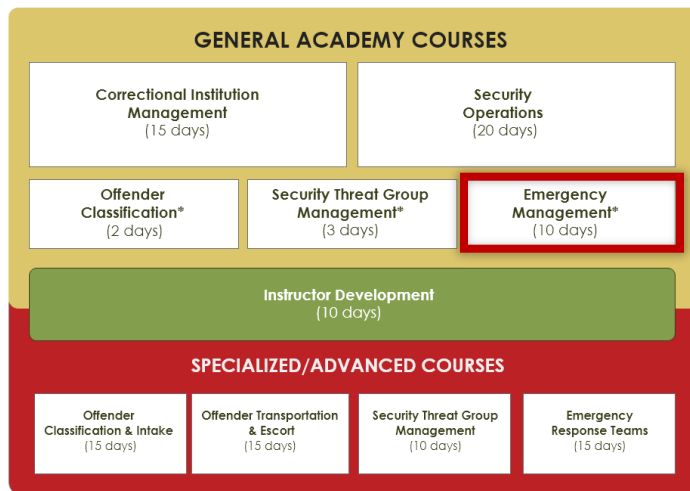 GENERAL ACADEMY COURSES
Correctional Institution
Management
(15 days)
Security
Operations
(20 days)
Offender
Classification*
(2 days)
Security Threat Group
Management*
(3 days)
Emergency
Management*
(10 days)
Instructor Development
(10 days)
SPECIALIZED/ADVANCED COURSES
Offender
Classification & Intake
(15 days)
Offender Transportation
& Escort
(15 days)
Security Threat Group
Management
(10 days)
Emergency
Response Teams
(15 days)